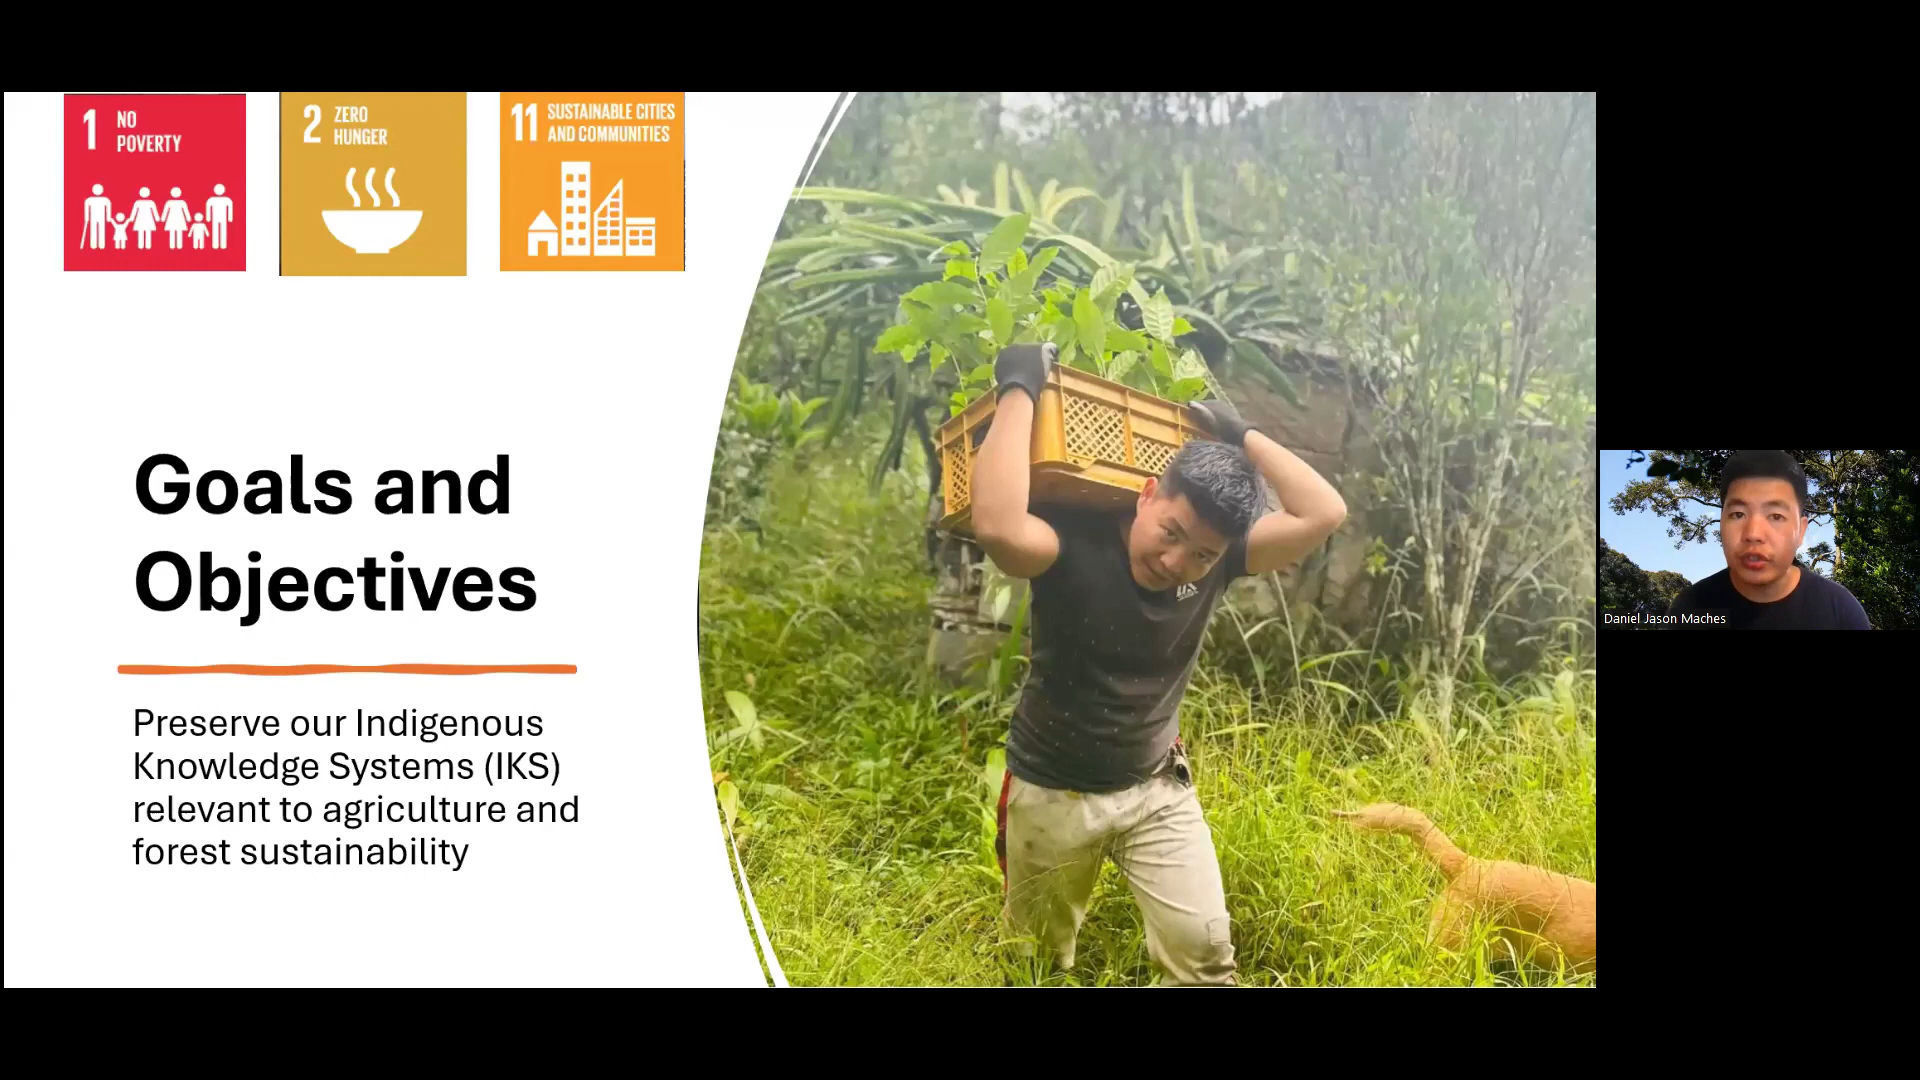 1 NO
POVERTY
2 ZERO
HUNGER
11 SUSTAINABLE CITIES
AND COMMUNITIES
Goals and
Objectives
Preserve our Indigenous
Knowledge Systems (IKS)
relevant to agriculture and
forest sustainability
Daniel Jason Maches